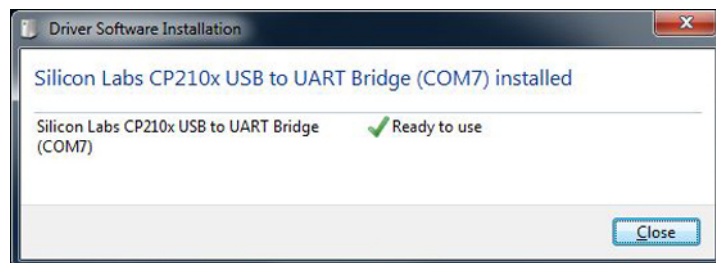 Driver Software Installation
Silicon Labs CP210x USB to UART Bridge (COM7) installed
Silicon Labs CP210x USB to UART Bridge
(COM7)
Ready to use
Close